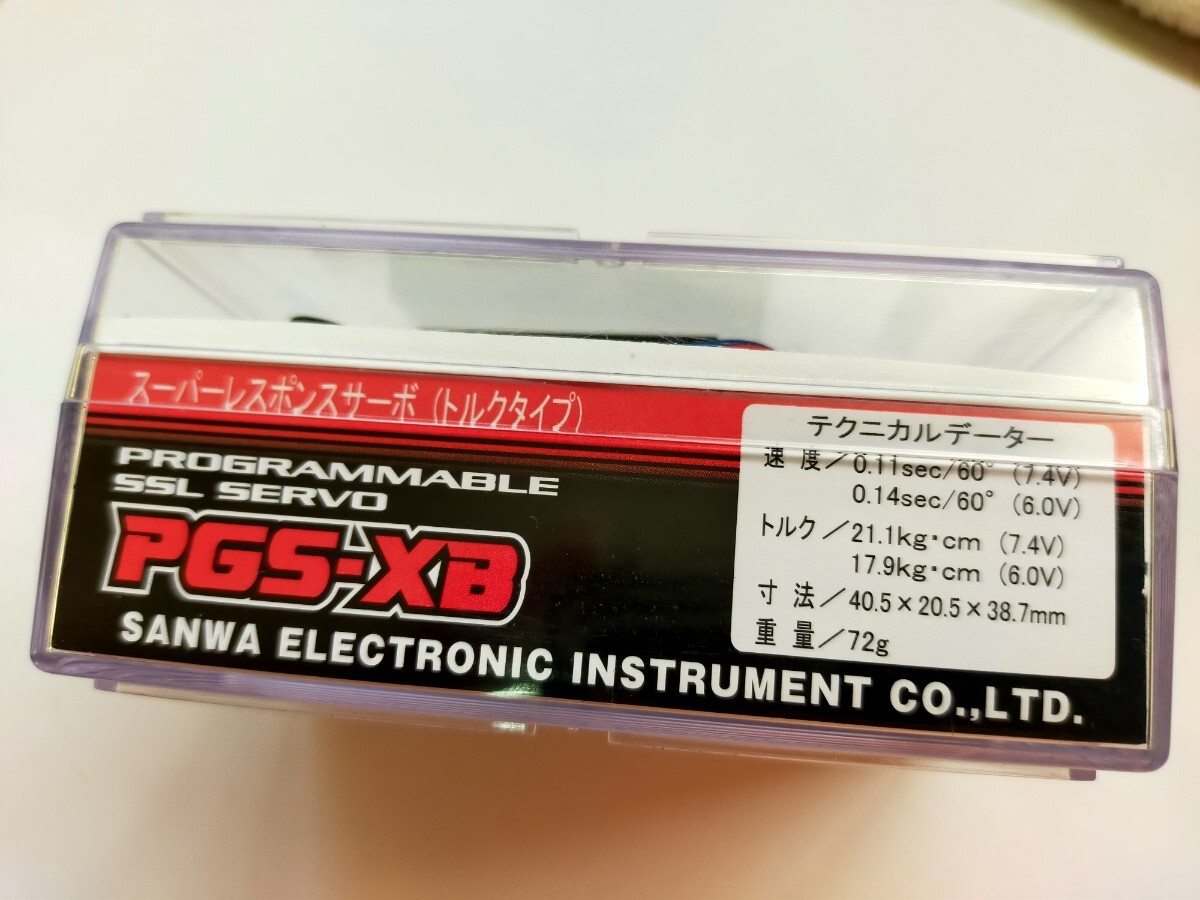 スーパーレスポンスサーボ(トルクタイプ)
PROGRAMMABLE
SSL SERVO
PGS-XB
SANWA ELECTRONIC INSTRUMENT CO.,LTD.
テクニカルデーター
速 度/0.11sec/60° (7.4V)
0.14sec/60° (6.0V)
トルク/21.1kg・cm (7.4V)
17.9kg・cm (6.0V)
寸 法/40.5×20.5×38.7mm
重 量/72g